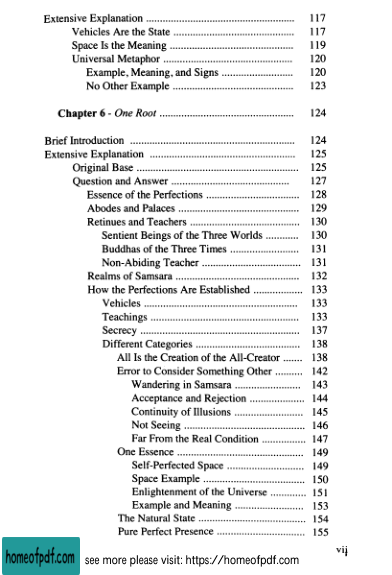 Extensive Explanation .................................................. 117
Vehicles Are the State .......................................... 117
Space Is the Meaning .......................................... 119
Universal Metaphor ............................................ 120
Example, Meaning, and Signs ........................ 120
No Other Example ........................................ 123
Chapter 6 - One Root ............................................. 124
Brief Introduction ....................................................... 124
Extensive Explanation ................................................. 125
Original Base ...................................................... 125
Question and Answer ........................................ 127
Essence of the Perfections ............................... 128
Abodes and Palaces ........................................ 129
Retinues and Teachers .................................... 130
Sentient Beings of the Three Worlds ........... 130
Buddhas of the Three Times ....................... 131
Non-Abiding Teacher ................................. 131
Realms of Samsara ......................................... 132
How the Perfections Are Established ................ 133
Vehicles .................................................... 133
Teachings .................................................. 133
Secrecy ..................................................... 137
Different Categories ................................... 138
All Is the Creation of the All-Creator ....... 138
Error to Consider Something Other ......... 142
Wandering in Samsara ...................... 143
Acceptance and Rejection .................. 144
Continuity of Illusions ....................... 145
Not Seeing ........................................ 146
Far From the Real Condition .............. 147
One Essence .......................................... 149
Self-Perfected Space .......................... 149
Space Example .................................. 150
Enlightenment of the Universe ............ 151
Example and Meaning ....................... 153
The Natural State .................................... 154
Pure Perfect Presence ............................. 155
vij
homeofpdf.com
see more please visit: https://homeofpdf.com